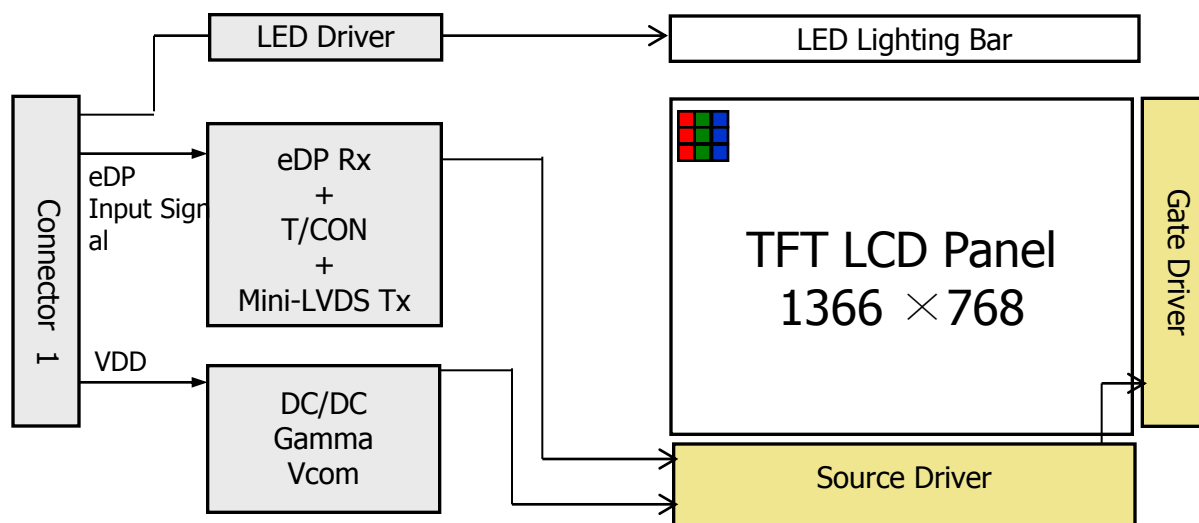 LED Driver
LED Lighting Bar
Connector 1
eDP
Input Sign
al
eDP Rx
+
T/CON
+
Mini-LVDS Tx
TFT LCD Panel
1366 ×768
Gate Driver
VDD
DC/DC
Gamma
Vcom
Source Driver